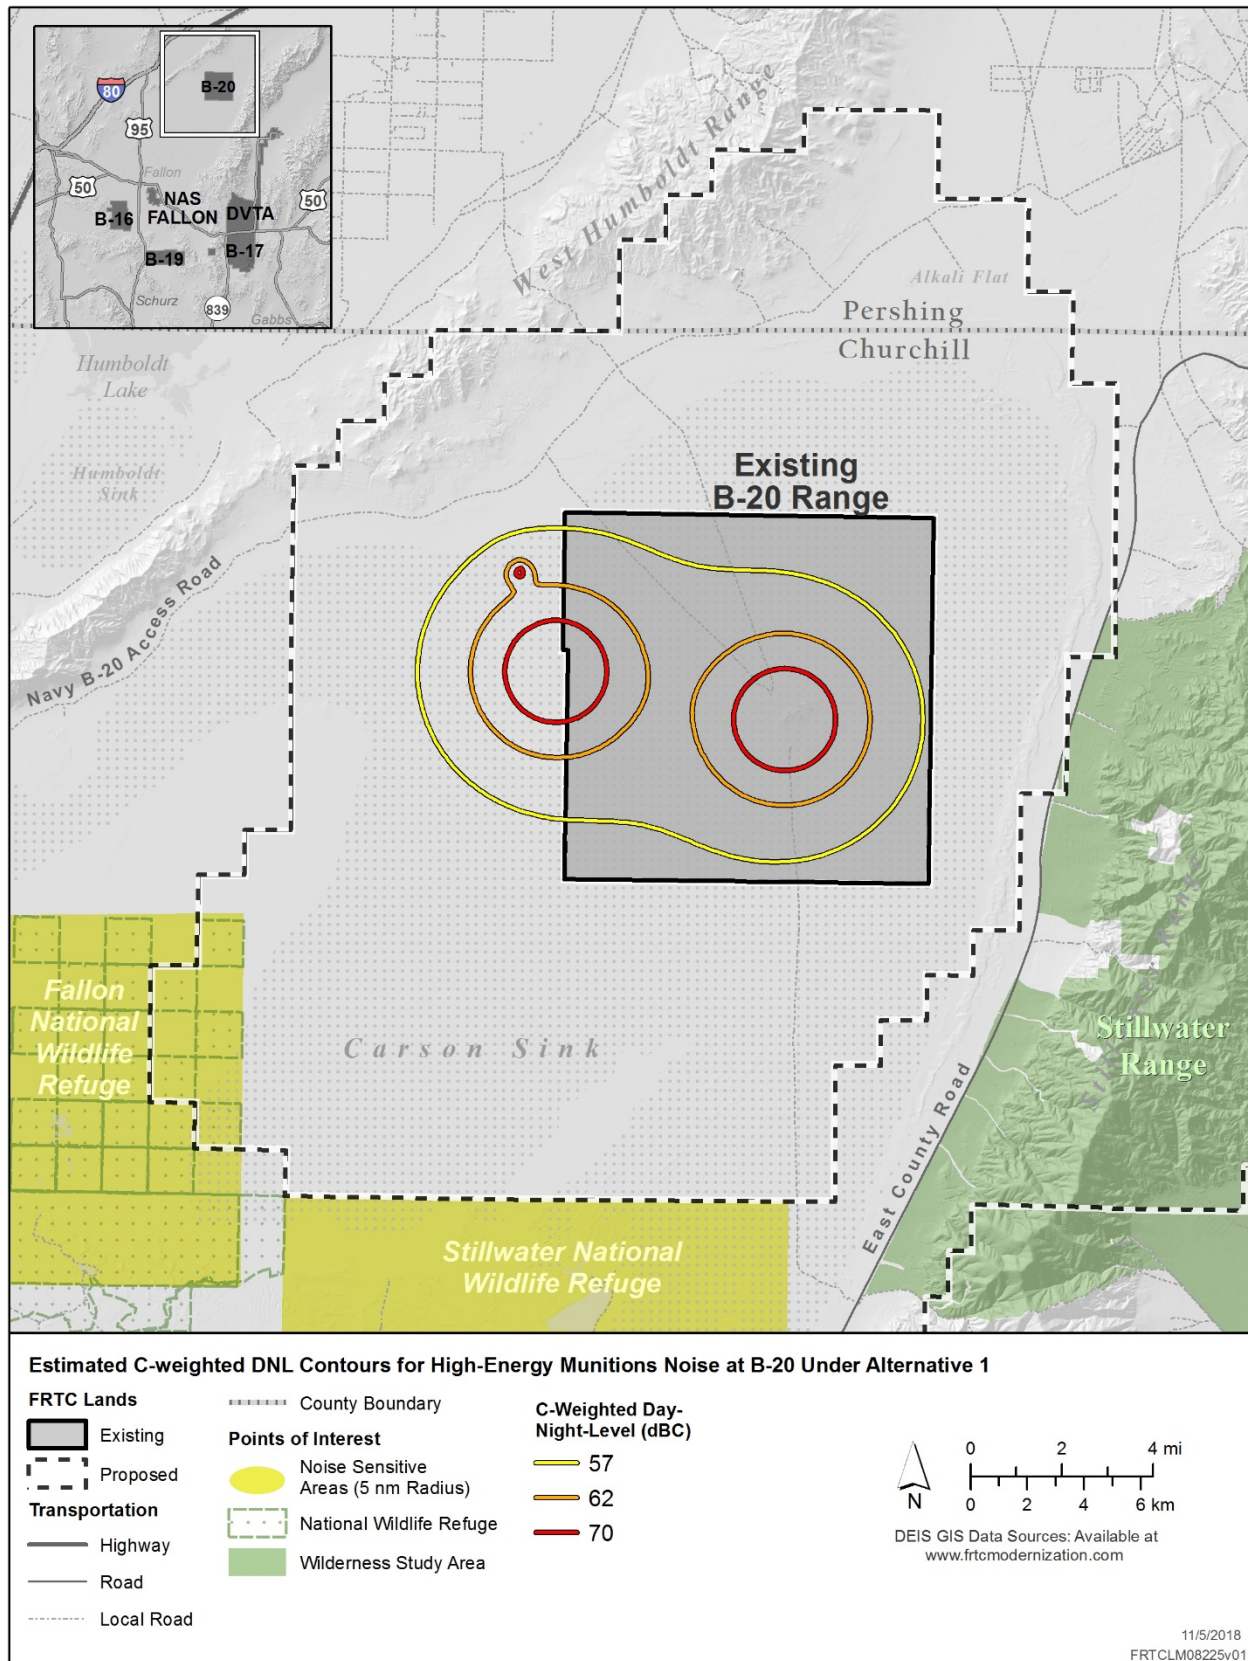 80
B-20
95
Fallon
50
NAS
FALLON
DVTA
50
B-16
B-17
B-19
Schurz
839
Gabbs
West Humboldt Range
Alkali Flat
Pershing
Churchill
Humboldt
Lake
Humboldt
Sink
Existing
B-20 Range
Navy B-20 Access Road
Fallon
National
Wildlife
Refuge
Carson Sink
Stillwater Range
Stillwater
Range
East County Road
Stillwater National
Wildlife Refuge
Estimated C-weighted DNL Contours for High-Energy Munitions Noise at B-20 Under Alternative 1
FRTC Lands
Existing
Proposed
Transportation
Highway
Road
Local Road
County Boundary
Points of Interest
Noise Sensitive
Areas (5 nm Radius)
National Wildlife Refuge
Wilderness Study Area
C-Weighted Day-
Night-Level (dBC)
57
62
70
N
0 2 4 mi
0 2 4 6 km
DEIS GIS Data Sources: Available at
www.frtcmodernization.com
11/5/2018
FRTCLM08225v01